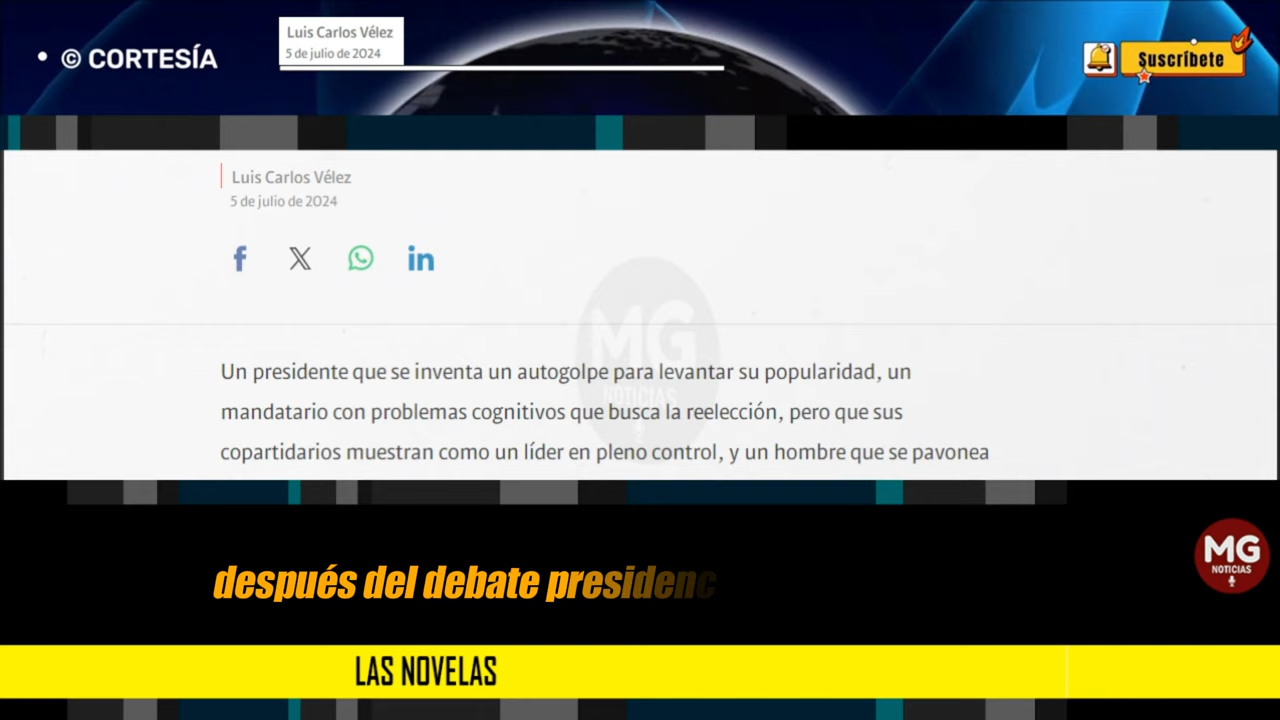 © CORTESÍA
Luis Carlos Vélez
5 de julio de 2024
Suscríbete
Luis Carlos Vélez
5 de julio de 2024
Un presidente que se inventa un autogolpe para levantar su popularidad, un
mandatario con problemas cognitivos que busca la reelección, pero que sus
copartidarios muestran como un líder en pleno control, y un hombre que se pavonea
MG
NOTICIAS
después del debate presidenc
MG
NOTICIAS
LAS NOVELAS